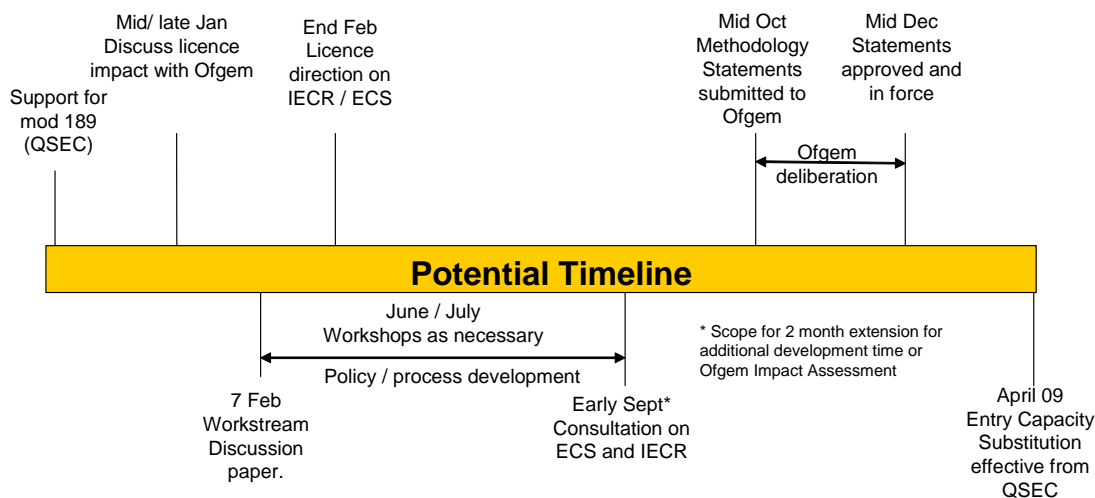 Support for
mod 189
(QSEC)
Mid/ late Jan
Discuss licence
impact with Ofgem
End Feb
Licence
direction on
IECR / ECS
Mid Oct
Methodology
Statements
submitted to
Ofgem
Mid Dec
Statements
approved and
in force
Ofgem
deliberation
Potential Timeline
June / July
Workshops as necessary
Policy / process development
7 Feb
Workstream
Discussion
paper.
Early Sept*
Consultation on
ECS and IECR
* Scope for 2 month extension for
additional development time or
Ofgem Impact Assessment
April 09
Entry Capacity
Substitution
effective from
QSEC